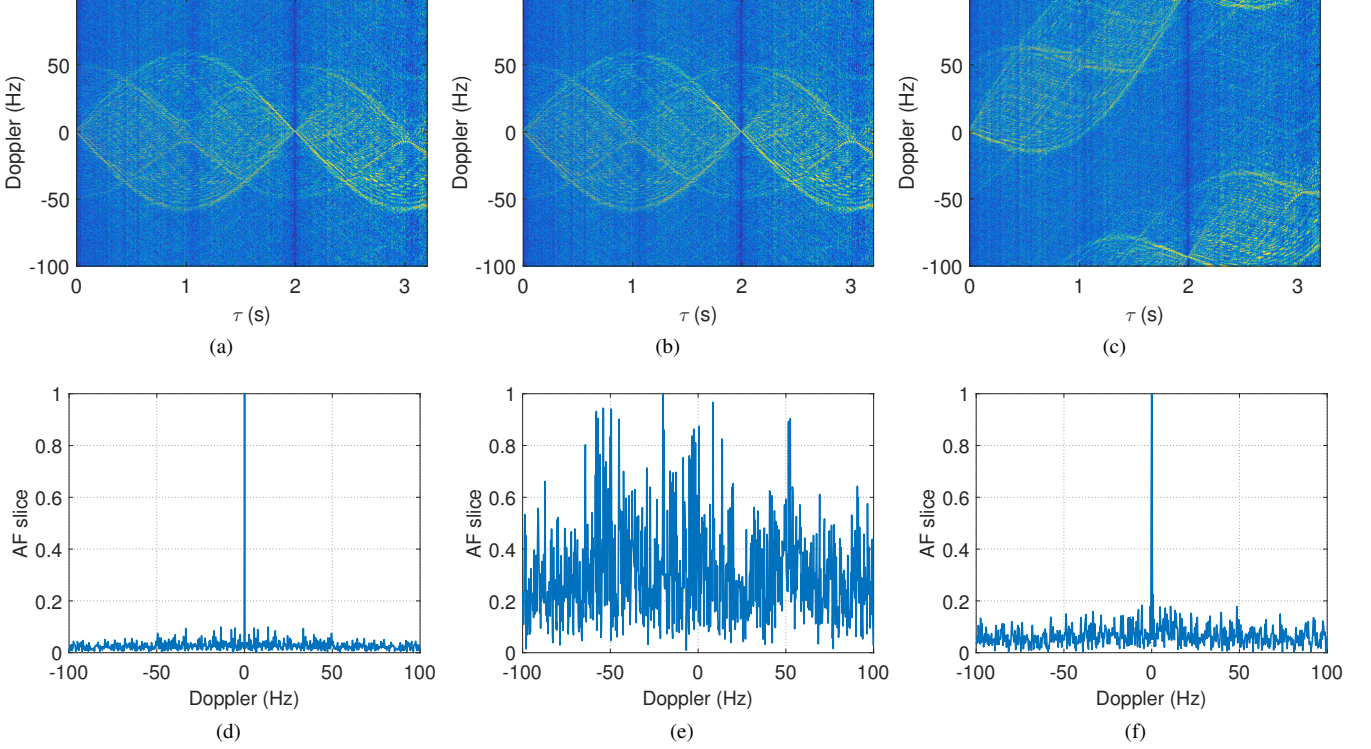 50
0
-50
-100
Doppler (Hz)
0 1 2 3
τ (s)
(a)
50
0
-50
-100
Doppler (Hz)
0 1 2 3
τ (s)
(b)
50
0
-50
-100
Doppler (Hz)
0 1 2 3
τ (s)
(c)
1
0.8
0.6
0.4
0.2
0
AF slice
-100 -50 0 50 100
Doppler (Hz)
(d)
1
0.8
0.6
0.4
0.2
0
AF slice
-100 -50 0 50 100
Doppler (Hz)
(e)
1
0.8
0.6
0.4
0.2
0
AF slice
-100 -50 0 50 100
Doppler (Hz)
(f)